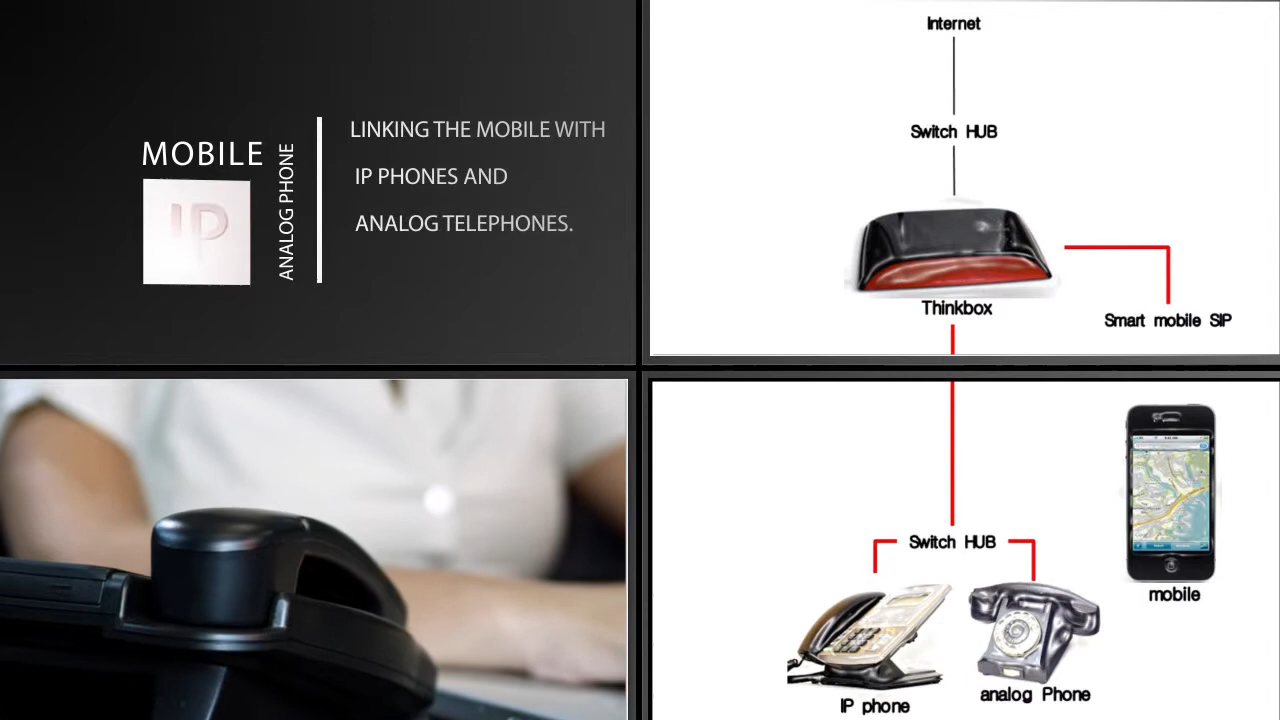 MOBILE
IP
ANALOG PHONE
LINKING THE MOBILE WITH
IP PHONES AND
ANALOG TELEPHONES.
Internet
Switch HUB
Thinkbox
Smart mobile SIP
Switch HUB
mobile
IP phone
analog Phone